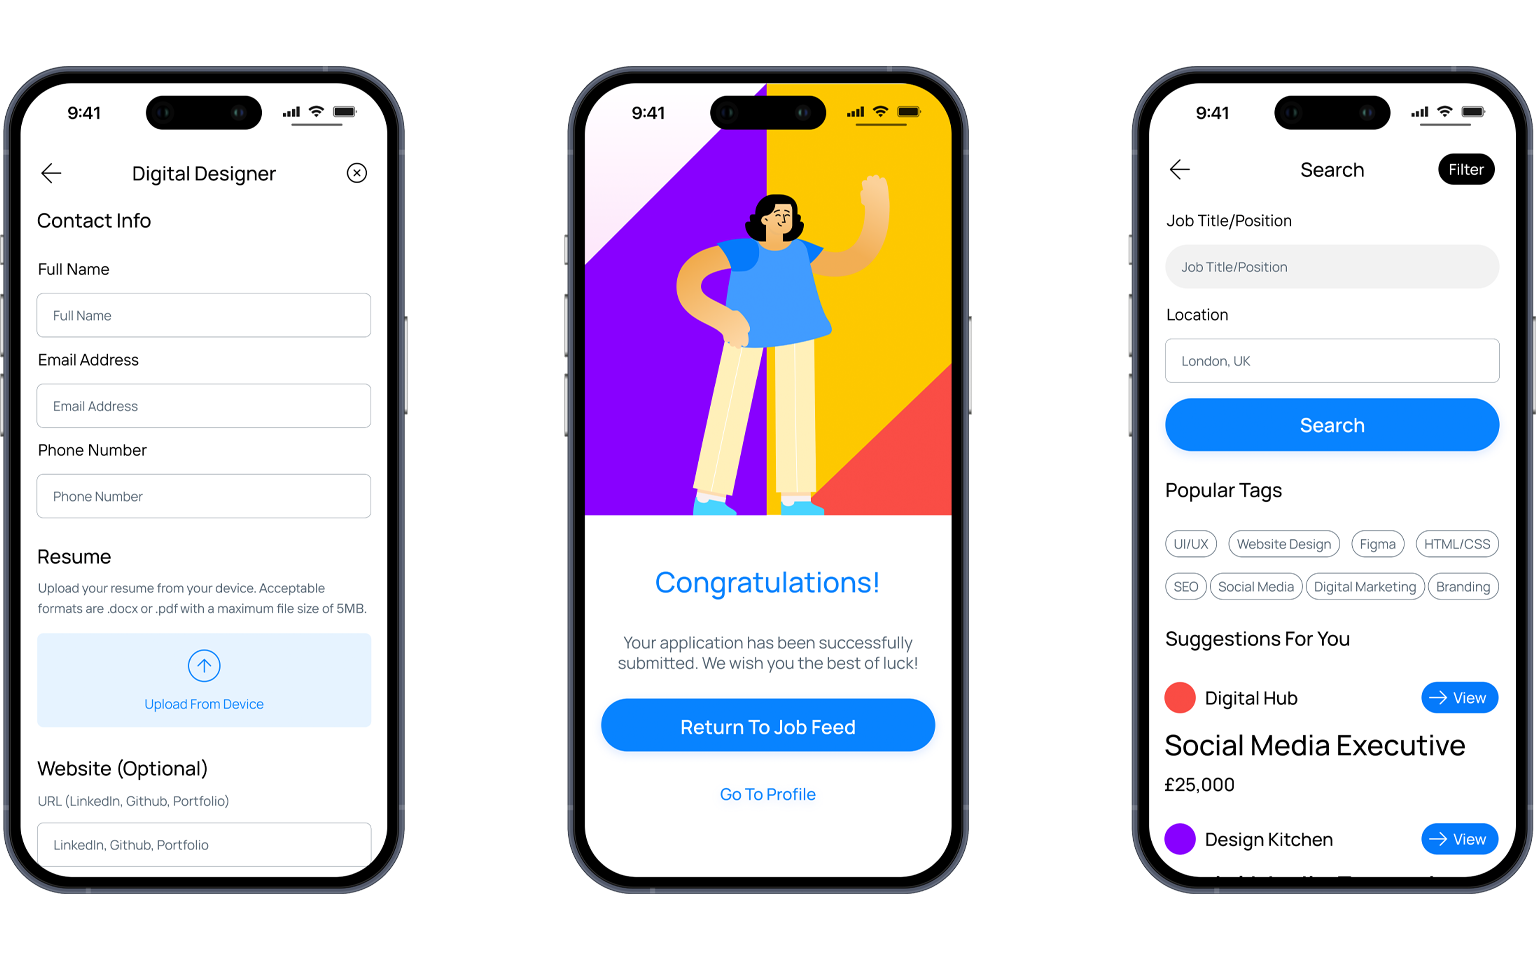 9:41
Digital Designer
Contact Info
Full Name
Full Name
Email Address
Email Address
Phone Number
Phone Number
Resume
Upload your resume from your device. Acceptable
formats are .docx or .pdf with a maximum file size of 5MB.
Upload From Device
Website (Optional)
URL (LinkedIn, Github, Portfolio)
LinkedIn, Github, Portfolio
9:41
Congratulations!
Your application has been successfully
submitted. We wish you the best of luck!
Return To Job Feed
Go To Profile
9:41
Search
Filter
Job Title/Position
Job Title/Position
Location
London, UK
Search
Popular Tags
UI/UX Website Design Figma HTML/CSS
SEO Social Media Digital Marketing Branding
Suggestions For You
Digital Hub
View
Social Media Executive
£25,000
Design Kitchen
View